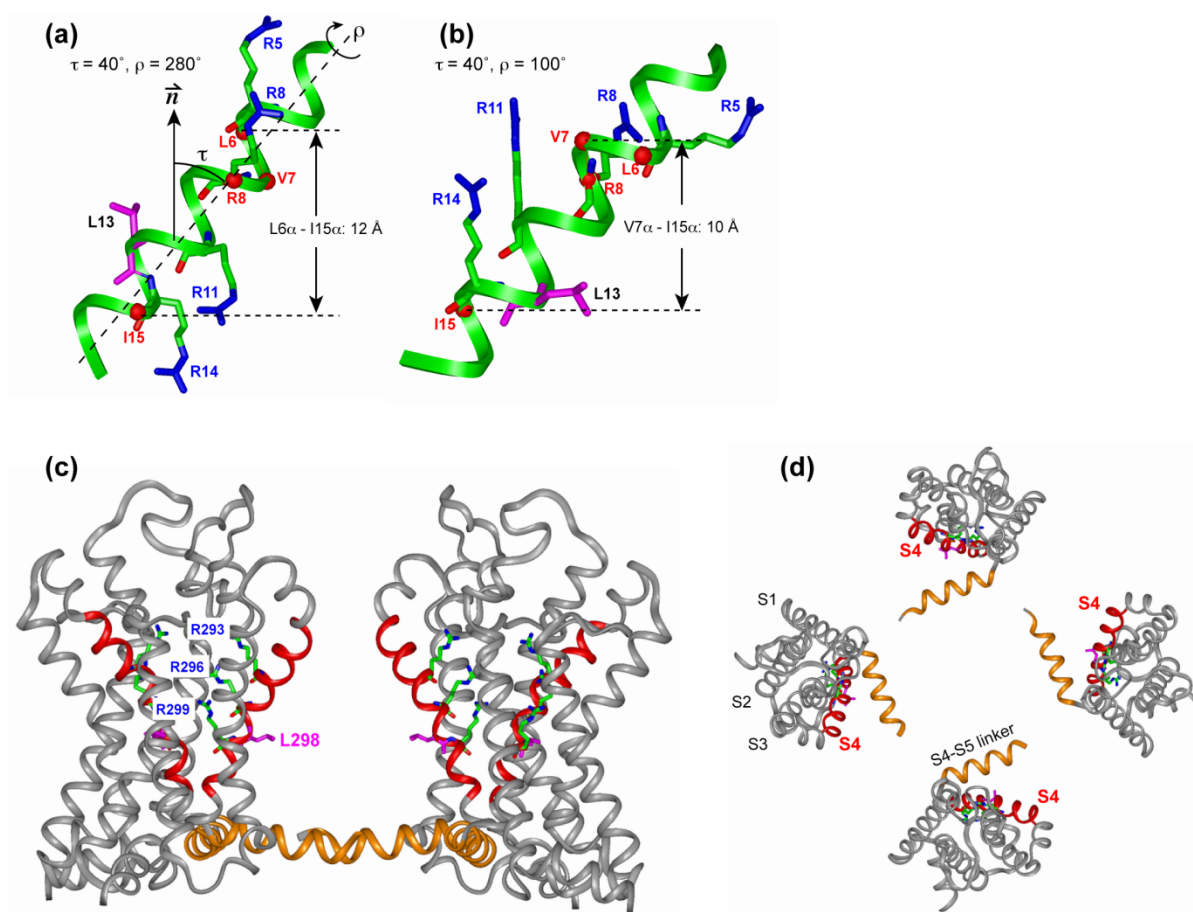 (a)
τ = 40˚, ρ = 280˚
n
τ
ρ
R5
R8
L6
R8
V7
L13
L6α - I15α: 12 Å
R11
I15
R14
(b)
τ = 40˚, ρ = 100˚
R11
R8
R5
V7
L6
R14
R8
V7α - I15α: 10 Å
L13
I15
(c)
R293
R296
R299
L298
(d)
S4
S1
S4
S2
S3
S4
S4-S5 linker
S4